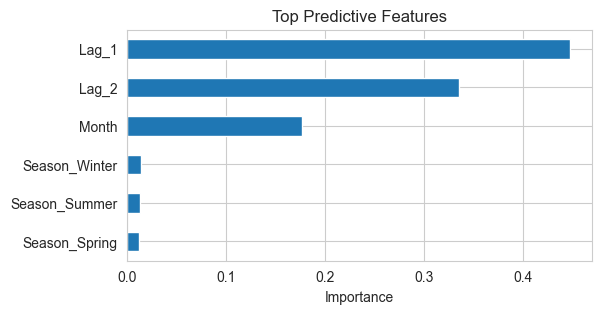 Top Predictive Features
Lag_1
Lag_2
Month
Season_Winter
Season_Summer
Season_Spring
0.0 0.1 0.2 0.3 0.4
Importance